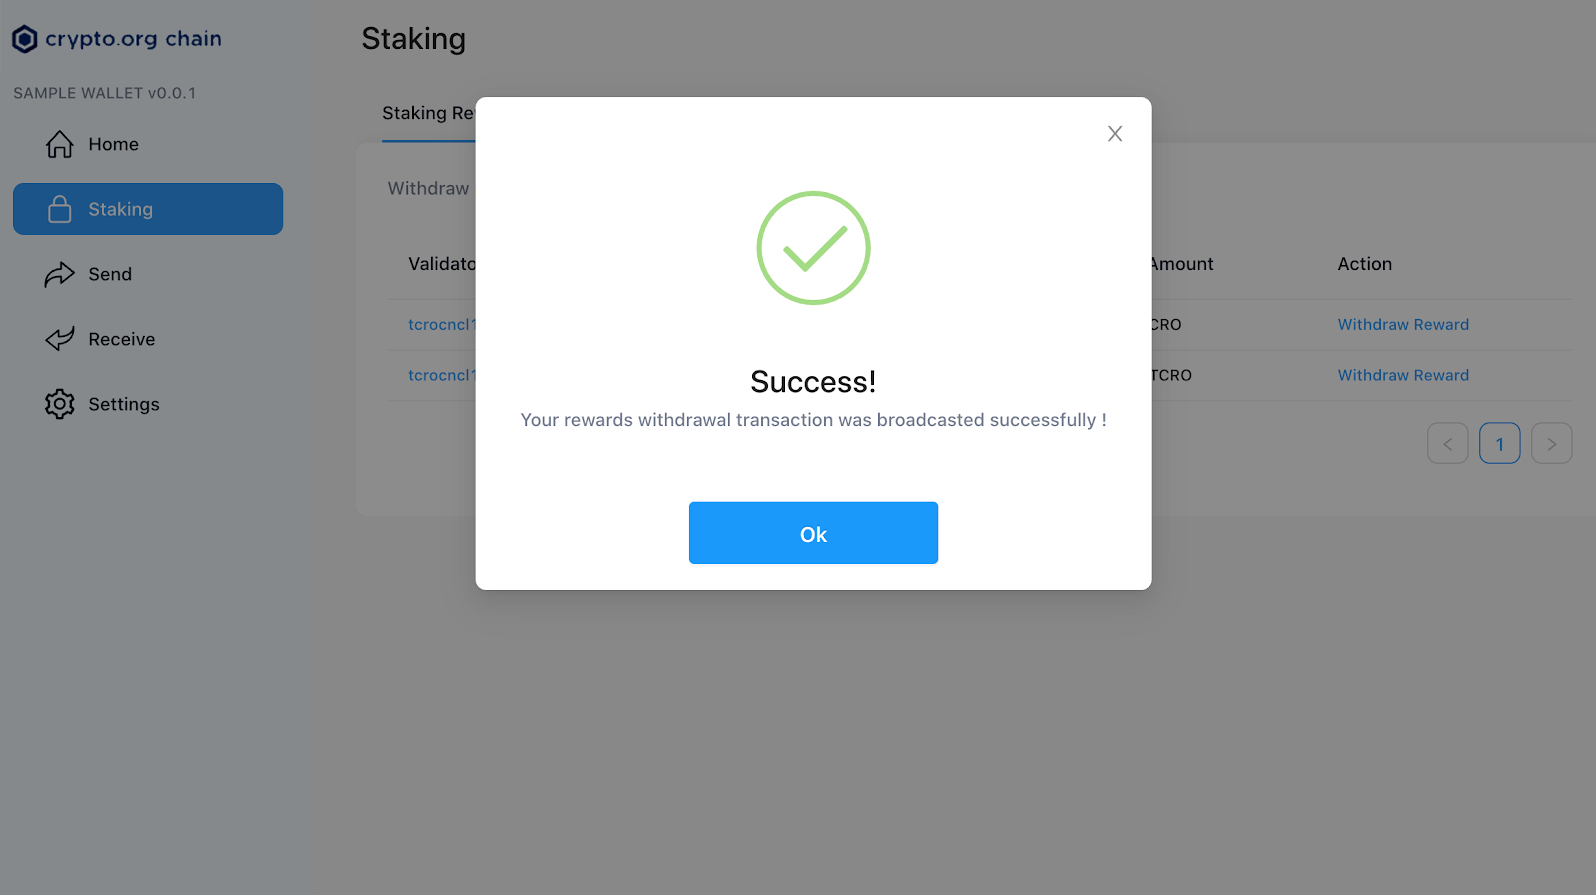 crypto.org chain
SAMPLE WALLET v0.0.1
Home
Staking
Send
Receive
Settings
Staking
Staking Re
Withdraw
Validato
Amount
Action
tcrocncl1
CRO
Withdraw Reward
tcrocncl1
TCRO
Withdraw Reward
< 1 >
X
Success!
Your rewards withdrawal transaction was broadcasted successfully !
Ok